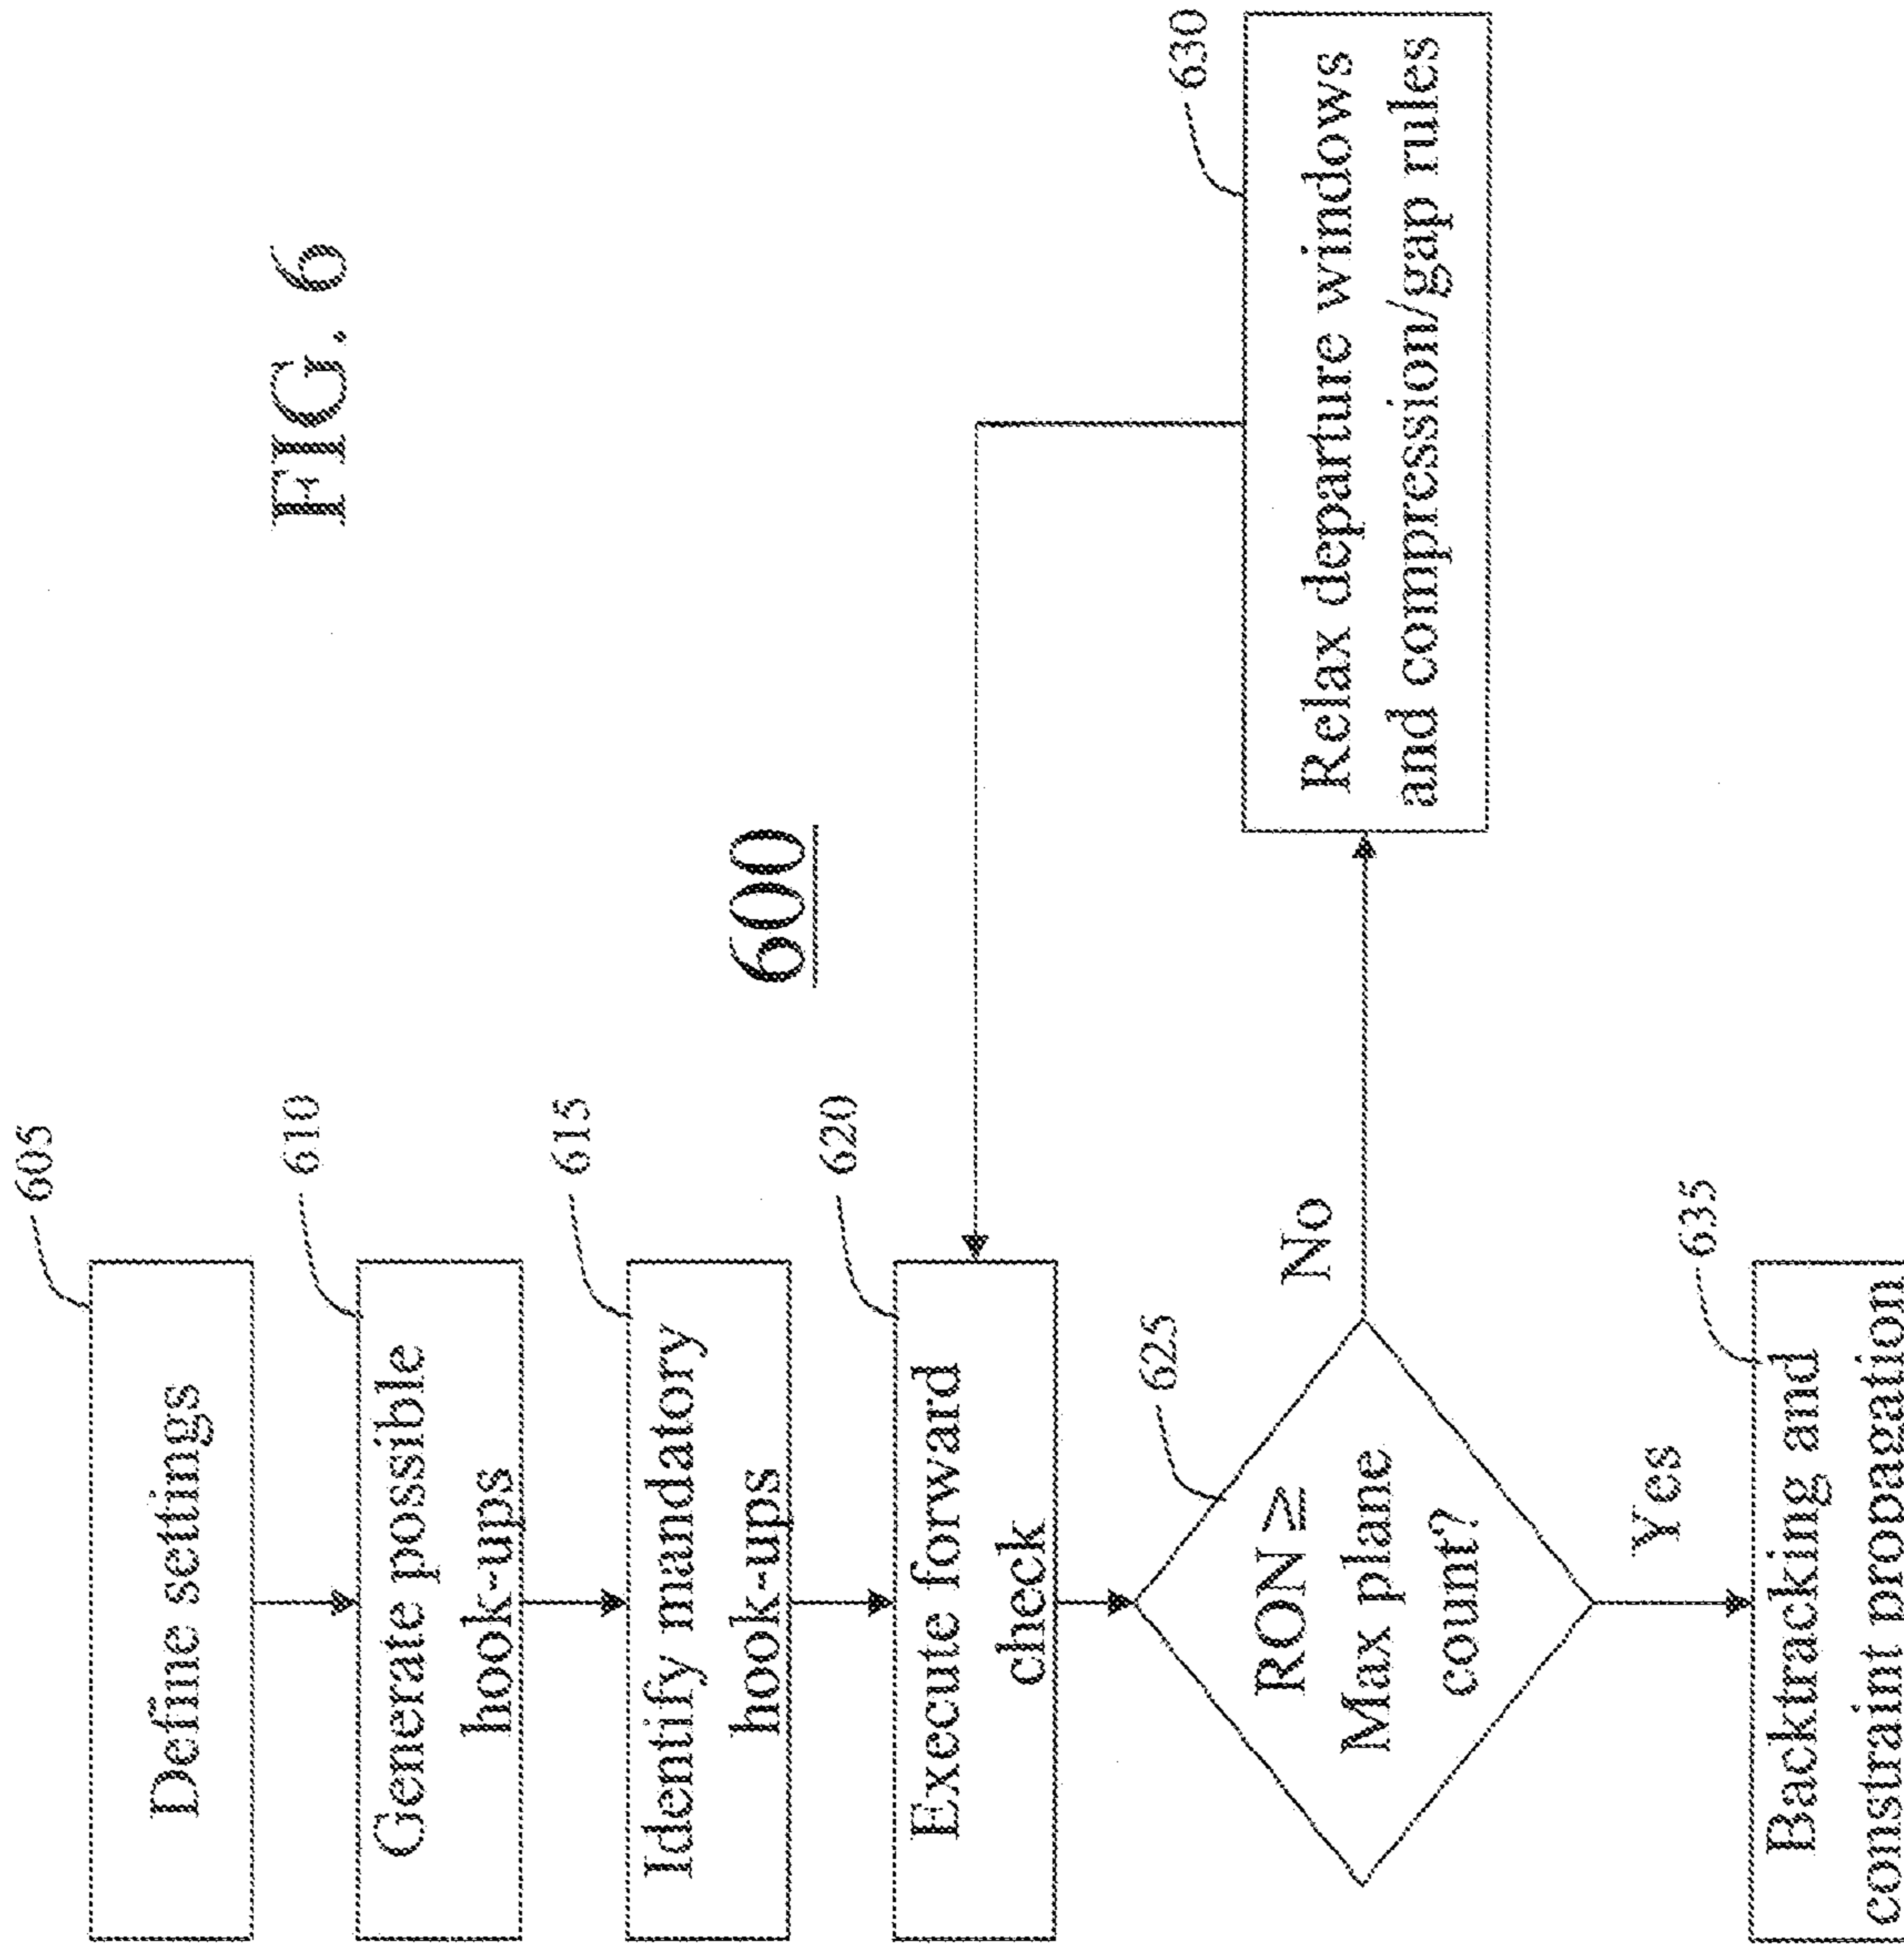 FIG. 6
600
605
Define settings
610
Generate possible
hook-ups
615
Identify mandatory
hook-ups
620
Execute forward
check
625
RON ≥
Max plane
count?
No
630
Relax departure windows
and compression/gap rules
Yes
635
Backtracking and
constraint propagation